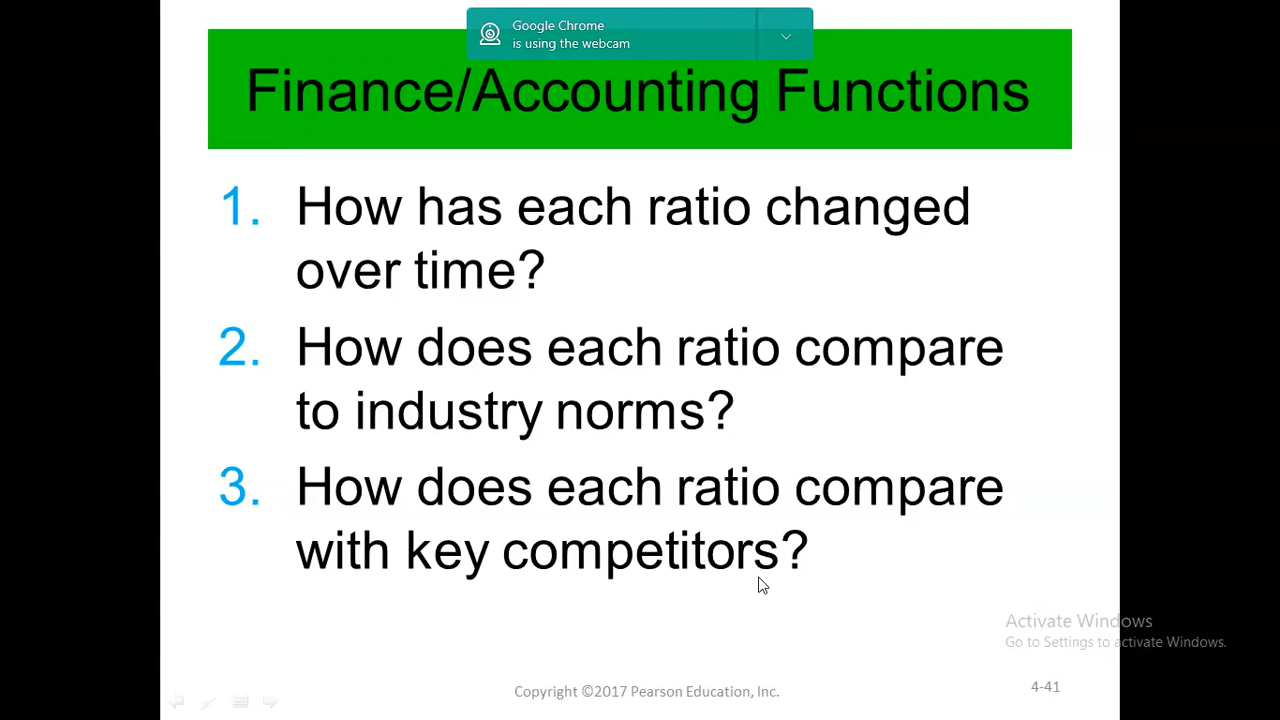 Google Chrome
is using the webcam
Finance/Accounting Functions
1. How has each ratio changed
over time?
2. How does each ratio compare
to industry norms?
3. How does each ratio compare
with key competitors?
Activate Windows
Go to Settings to activate Windows.
Copyright ©2017 Pearson Education, Inc.
4-41